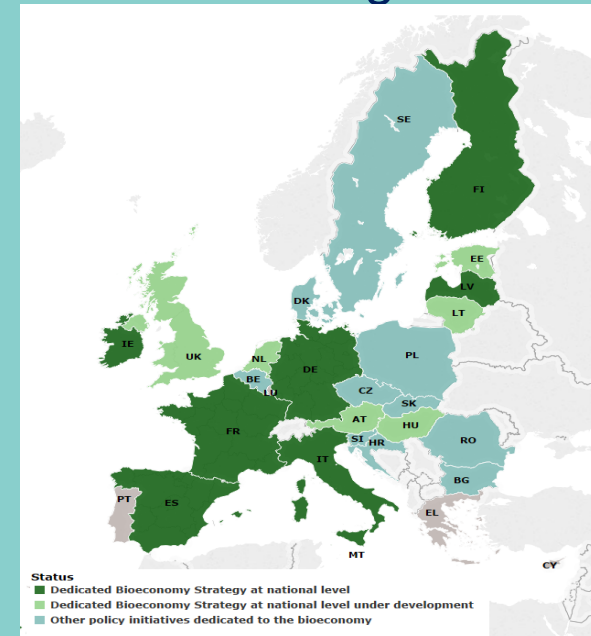 SE
FI
EE
LV
LT
DK
IE
UK
NL
BE
LU
DE
PL
CZ
SK
FR
AT
HU
SI
HR
RO
IT
BG
PT
ES
EL
MT
CY
Status
Dedicated Bioeconomy Strategy at national level
Dedicated Bioeconomy Strategy at national level under development
Other policy initiatives dedicated to the bioeconomy